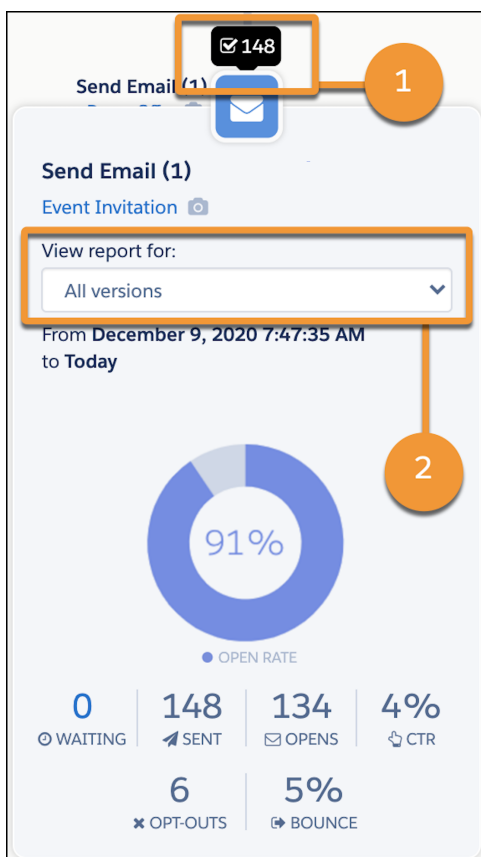 148
1
Send Email (1)
Send Email (1)
Event Invitation
View report for:
All versions
From December 9, 2020 7:47:35 AM
to Today
2
91%
OPEN RATE
0 148 134 4%
WAITING SENT OPENS CTR
6 5%
OPT-OUTS BOUNCE